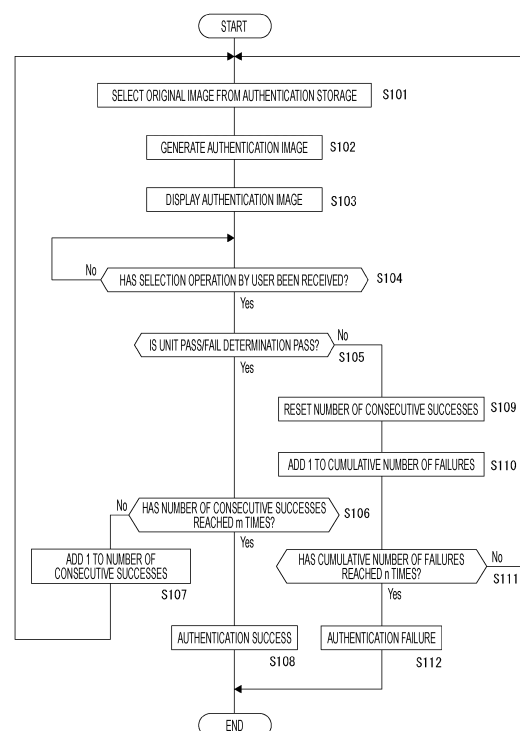 START
SELECT ORIGINAL IMAGE FROM AUTHENTICATION STORAGE
S101
GENERATE AUTHENTICATION IMAGE
S102
DISPLAY AUTHENTICATION IMAGE
S103
No
HAS SELECTION OPERATION BY USER BEEN RECEIVED?
S104
Yes
IS UNIT PASS/FAIL DETERMINATION PASS?
No
S105
Yes
RESET NUMBER OF CONSECUTIVE SUCCESSES
S109
ADD 1 TO CUMULATIVE NUMBER OF FAILURES
S110
No
HAS NUMBER OF CONSECUTIVE SUCCESSES
REACHED m TIMES?
S106
Yes
ADD 1 TO NUMBER OF
CONSECUTIVE SUCCESSES
S107
HAS CUMULATIVE NUMBER OF FAILURES
REACHED n TIMES?
No
S111
Yes
AUTHENTICATION SUCCESS
S108
AUTHENTICATION FAILURE
S112
END